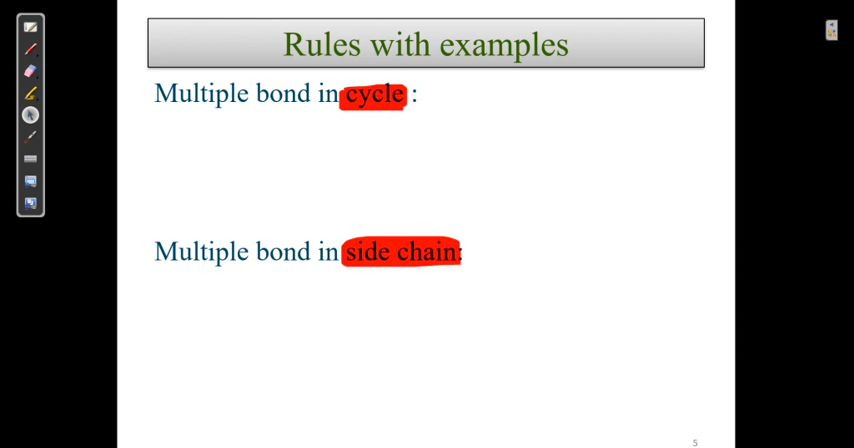 Rules with examples
Multiple bond in cycle :
Multiple bond in side chain:
5